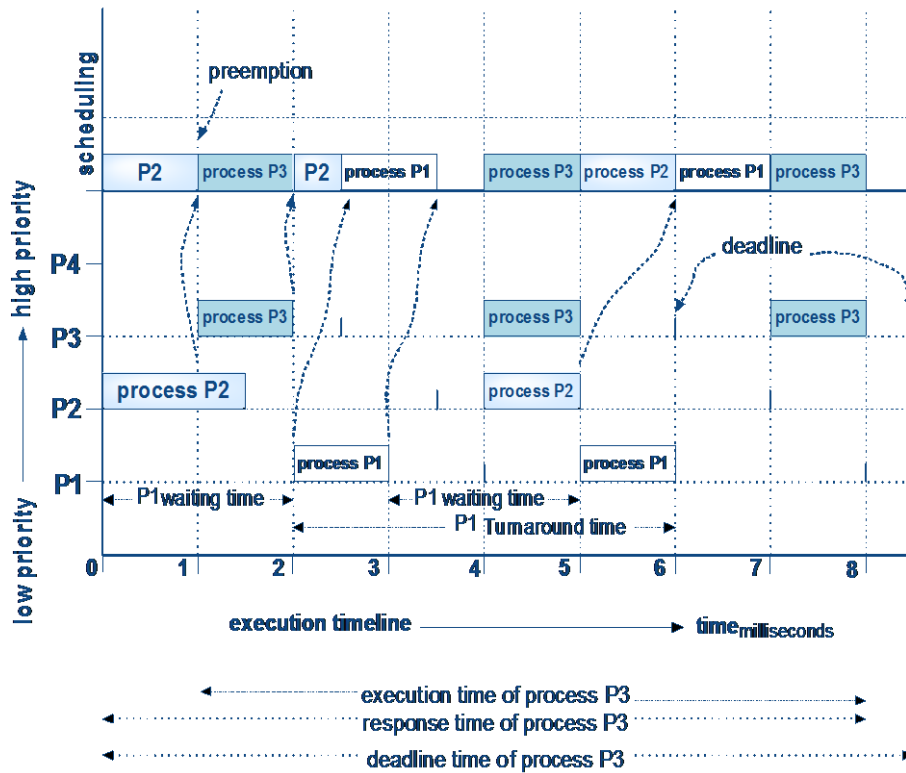 scheduling
preemption
P2
process P3
P2
process P1
process P3
process P2
process P1
process P3
high priority
P4
deadline
process P3
process P3
process P3
P3
process P2
process P2
P2
process P1
process P1
P1
P1 waiting time
P1 waiting time
P1 Turnaround time
low priority
0 1 2 3 4 5 6 7 8
execution timeline
time milliseconds
execution time of process P3
response time of process P3
deadline time of process P3